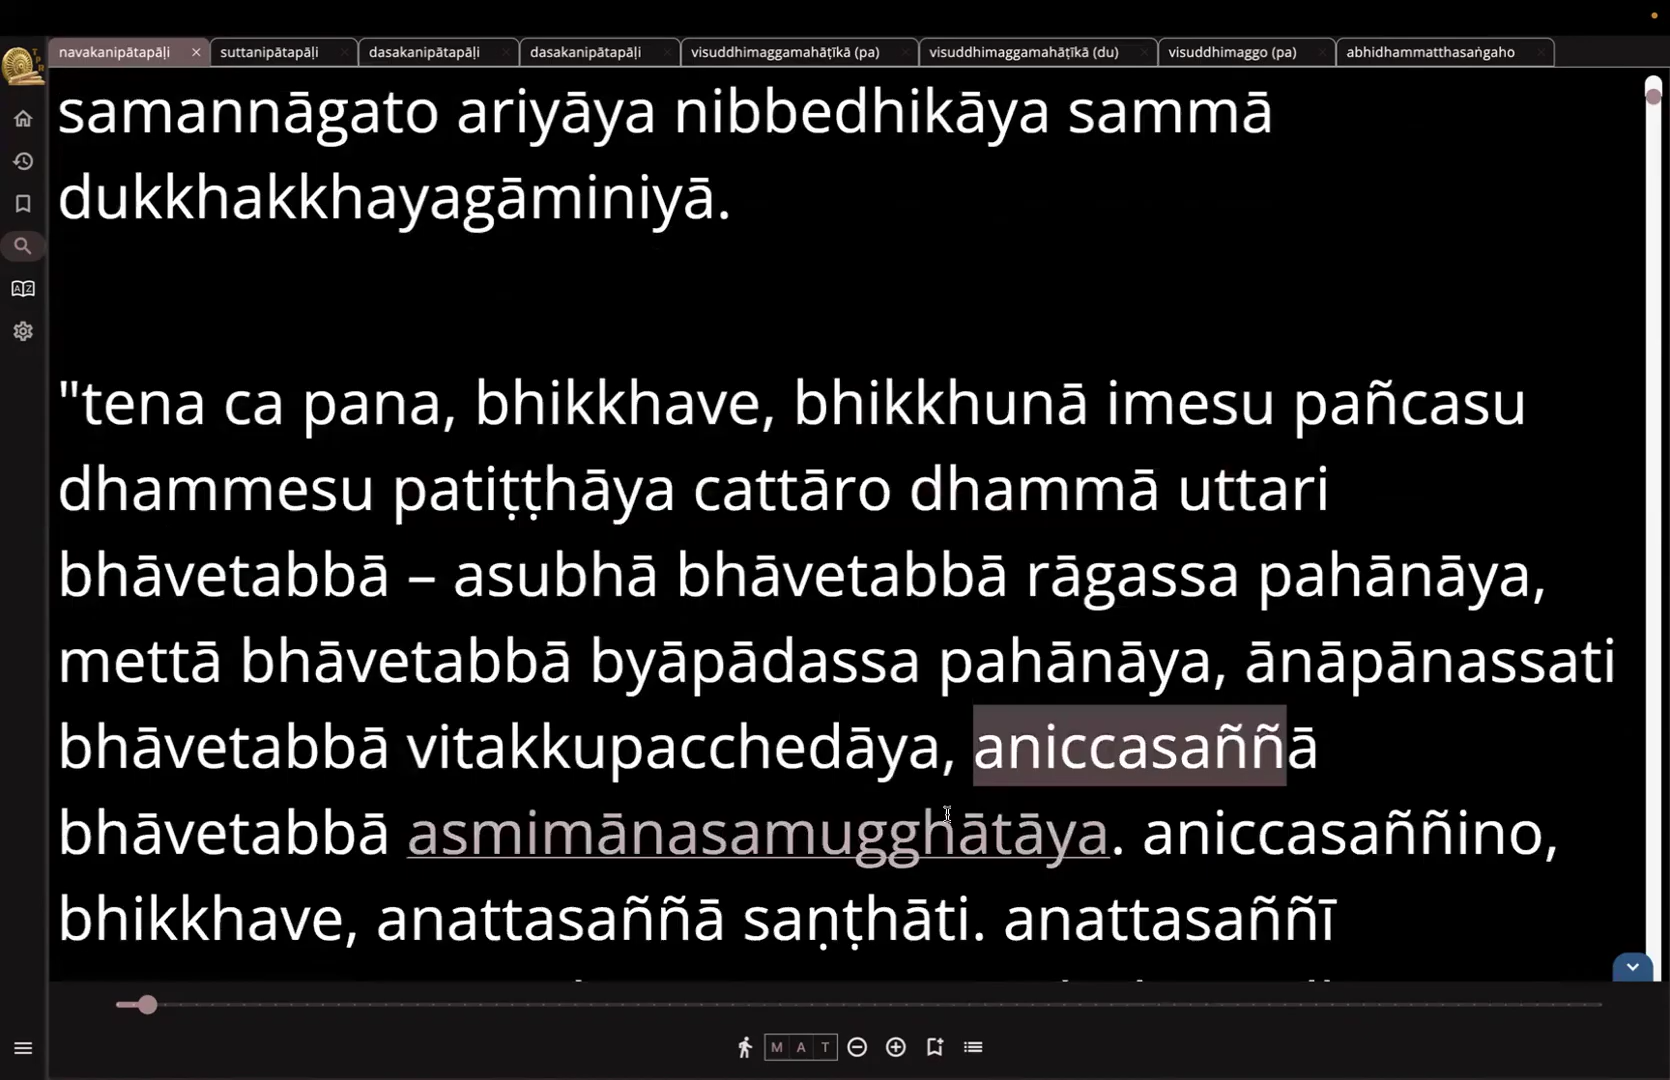 navakanipātapāḷi
suttanipātapāḷi
dasakanipātapāḷi
dasakanipātapāḷi
visuddhimaggamahāṭīkā (pa)
visuddhimaggamahāṭīkā (du)
visuddhimaggo (pa)
abhidhammatthasaṅgaho
samannāgato ariyāya nibbedhikāya sammā
dukkhakkhayagāminiyā.
"tena ca pana, bhikkhave, bhikkhunā imesu pañcasu
dhammesu patiṭṭhāya cattāro dhammā uttari
bhāvetabbā – asubhā bhāvetabbā rāgassa pahānāya,
mettā bhāvetabbā byāpādassa pahānāya, ānāpānassati
bhāvetabbā vitakkupacchedāya, aniccasaññā
bhāvetabbā asmimānasamugghātāya. aniccasaññino,
bhikkhave, anattasaññā saṇṭhāti. anattasaññī
M A T